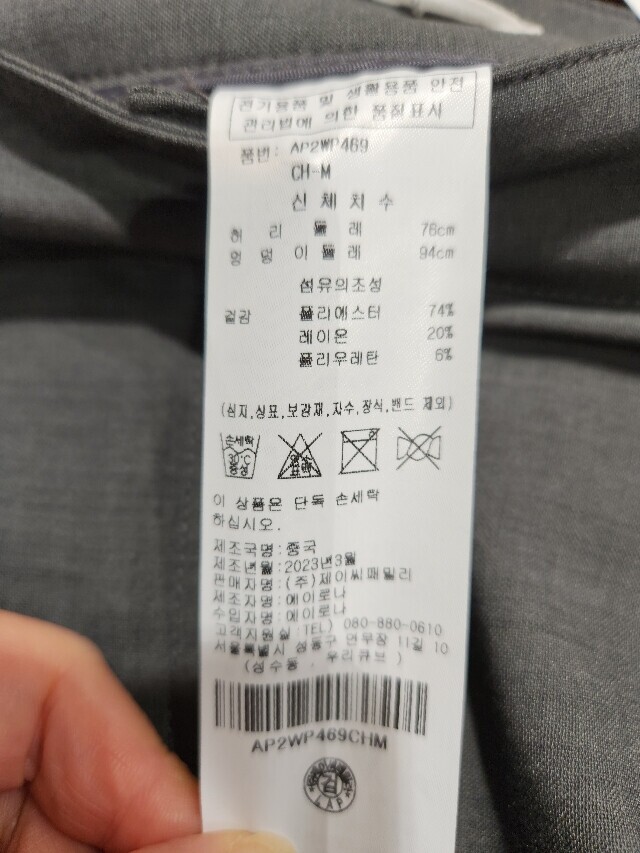 전기용품 및 생활용품 안전
관리법에 의한 품질표시
품번: AP2WP469
CH-M
신 체 치 수
허 리 둘 레 76cm
엉 덩 이 둘 레 94cm
섬유의조성
겉감 폴리에스터 74%
레이온 20%
폴리우레탄 6%
(심지,상표,보강재,자수,장식,밴드 제외)
손세탁
30℃
중성
이 상품은 단독 손세탁
하십시오.
제조국명:중국
제조년월:2023년3월
판매자명:(주)제이씨패밀리
제조자명:에이로나
수입자명:에이로나
고객지원실:TEL) 080-880-0610
서울특별시 성동구 연무장 11길 10
(성수동 , 우리큐브 )
AP2WP469CHM
LAP